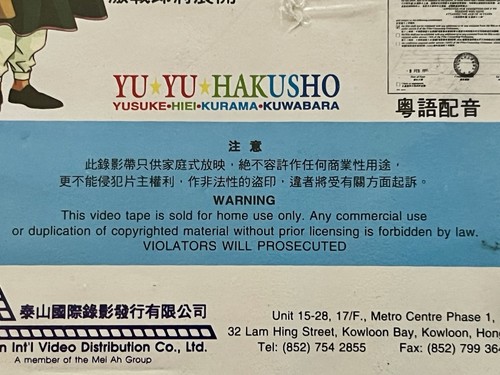 YU★YU★HAKUSHO
YUSUKE•HIEI•KURAMA•KUWABARA
粵語配音
注意
此錄影帶只供家庭式放映，絕不容許作任何商業性用途，
更不能侵犯片主權利，作非法性的盜印，違者將受有關方面起訴。
WARNING
This video tape is sold for home use only. Any commercial use
or duplication of copyrighted material without prior licensing is forbidden by law.
VIOLATORS WILL PROSECUTED
泰山國際錄影發行有限公司
n Int'l Video Distribution Co., Ltd.
A member of the Mei Ah Group
Unit 15-28, 17/F., Metro Centre Phase 1,
32 Lam Hing Street, Kowloon Bay, Kowloon, Hon
Tel: (852) 754 2855 Fax: (852) 799 364